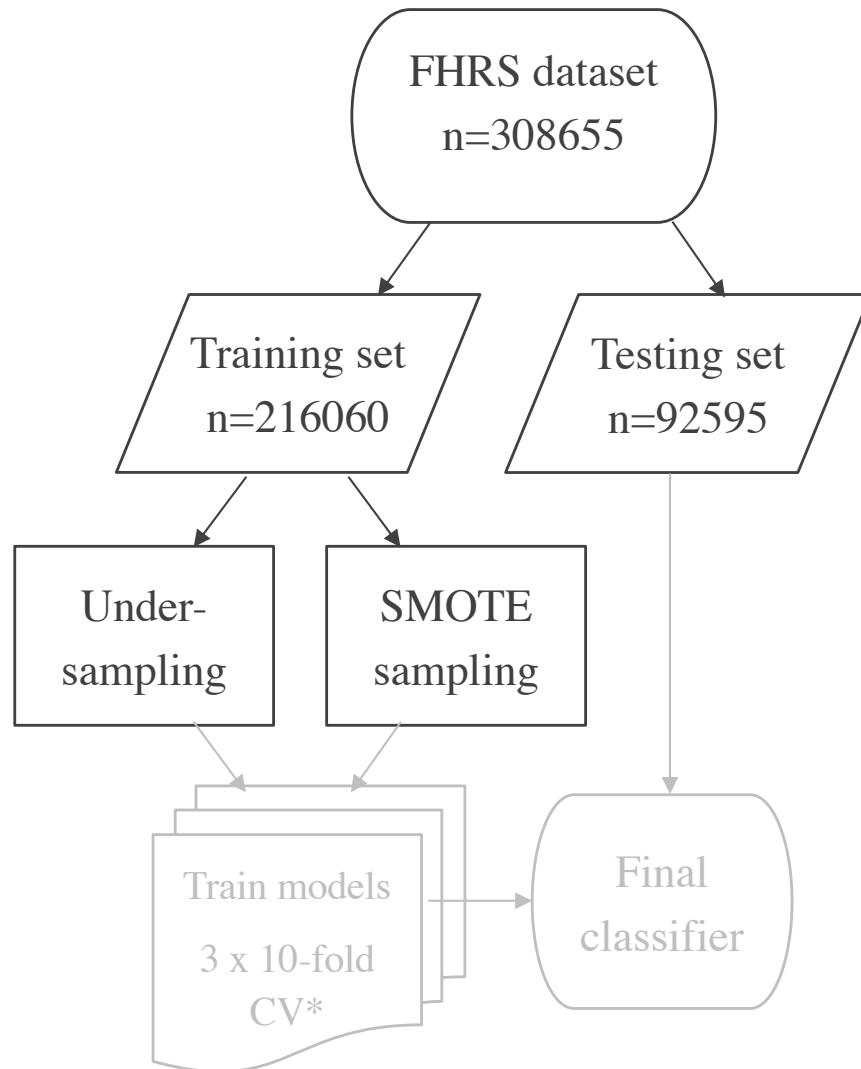 FHRS dataset
n=308655
Training set
n=216060
Testing set
n=92595
Under-
sampling
SMOTE
sampling
Train models
3 x 10-fold
CV*
Final
classifier